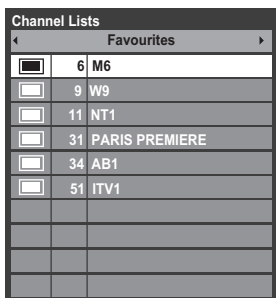 Channel Lists
Favourites
6 M6
9 W9
11 NT1
31 PARIS PREMIERE
34 AB1
51 ITV1